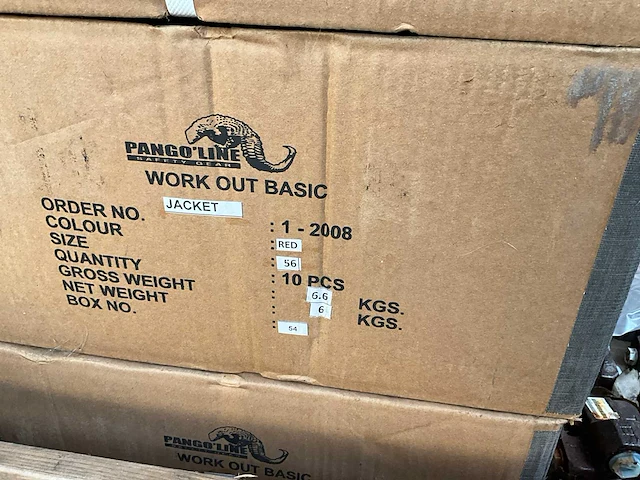 PANGO'LINE
SAFETY GEAR
WORK OUT BASIC
JACKET
ORDER NO. : 1 - 2008
COLOUR : RED
SIZE : 56
QUANTITY : 10 PCS
GROSS WEIGHT : 6.6 KGS.
NET WEIGHT : 6 KGS.
BOX NO. : 54
PANGO'LINE
WORK OUT BASIC